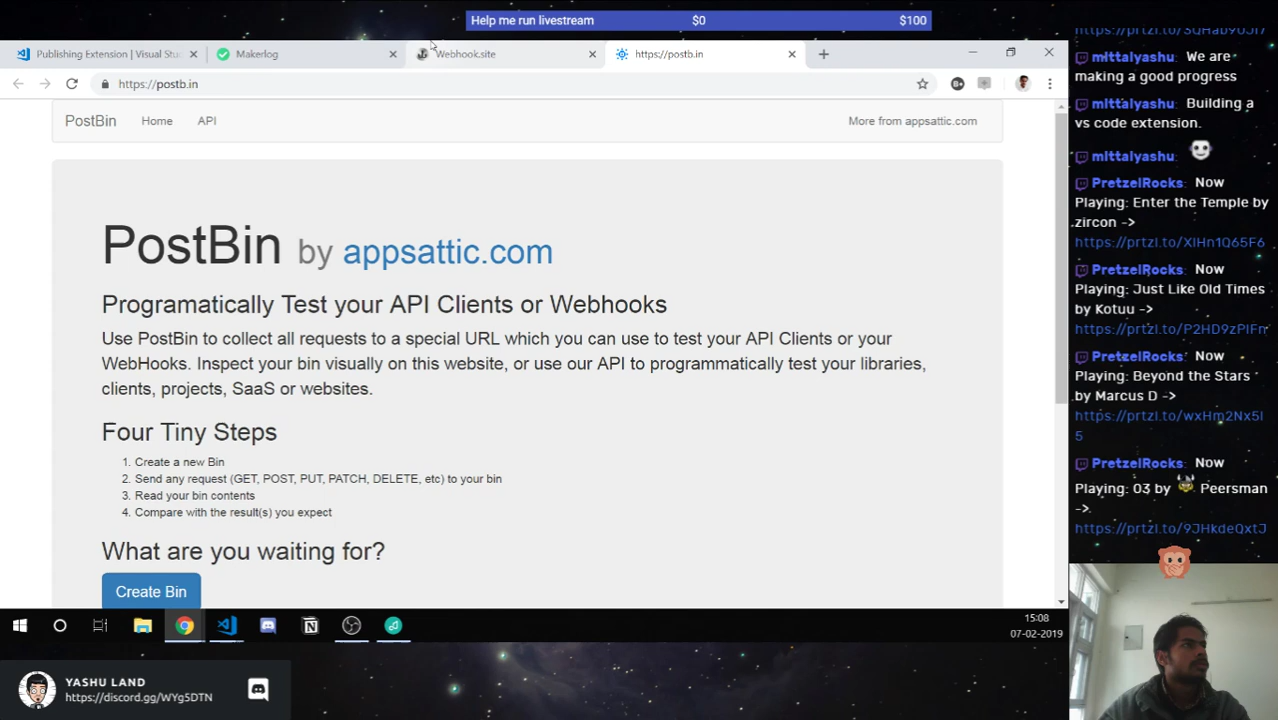 Help me run livestream $0 $100
Publishing Extension | Visual Stu
Makerlog
Webhook.site
https://postb.in
https://postb.in
PostBin Home API More from appsattic.com
PostBin by appsattic.com
Programatically Test your API Clients or Webhooks
Use PostBin to collect all requests to a special URL which you can use to test your API Clients or your
WebHooks. Inspect your bin visually on this website, or use our API to programmatically test your libraries,
clients, projects, SaaS or websites.
Four Tiny Steps
1. Create a new Bin
2. Send any request (GET, POST, PUT, PATCH, DELETE, etc) to your bin
3. Read your bin contents
4. Compare with the result(s) you expect
What are you waiting for?
Create Bin
15:08
07-02-2019
YASHU LAND
https://discord.gg/WYg5DTN
mittalyashu: We are
making a good progress
mittalyashu: Building a
vs code extension.
mittalyashu:
PretzelRocks: Now
Playing: Enter the Temple by
zircon ->
https://prtzl.to/XlHn1Q65F6
PretzelRocks: Now
Playing: Just Like Old Times
by Kotuu ->
https://prtzl.to/P2HD9zPlFn
PretzelRocks: Now
Playing: Beyond the Stars
by Marcus D ->
https://prtzl.to/wxHm2Nx5l
5
PretzelRocks: Now
Playing: 03 by Peersman
->
https://prtzl.to/9JHkdeQxtJ